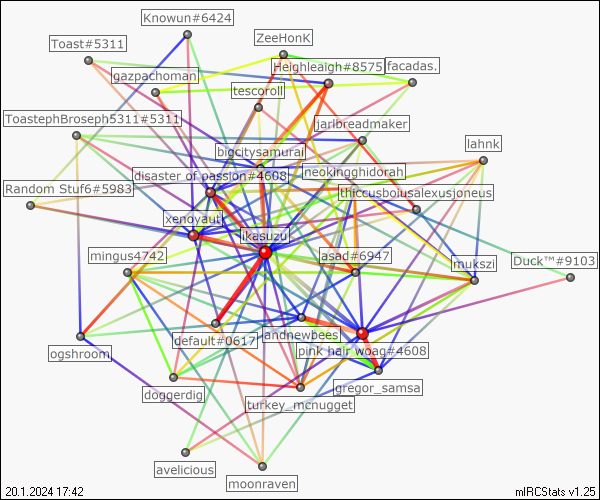 Knowun#6424
Toast#5311
ZeeHonK
Heighleaigh#8575
facadas.
gazpachoman
tescoroll
ToastephBroseph5311#5311
jarlbreadmaker
lahnk
bigcitysamurai
neokingghidorah
disaster of passion#4608
Random Stuf6#5983
thiccusboiusalexusjoneus
xenoyauti
ikasuzu
mingus4742
asad#6947
mukszi
Duck™#9103
default#0617
landnewbees
ogshroom
pink hair woag#4608
gregor_samsa
doggerdig
turkey_mcnugget
avelicious
moonraven
20.1.2024 17:42
mIRCStats v1.25